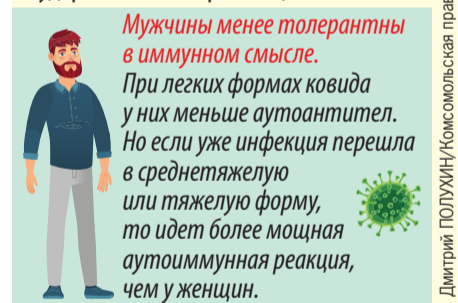 Мужчины менее толерантны
в иммунном смысле.
При легких формах ковида
у них меньше аутоантител.
Но если уже инфекция перешла
в среднетяжелую
или тяжелую форму,
то идет более мощная
аутоиммунная реакция,
чем у женщин.
Дмитрий ПОЛУХИН/Комсомольская прав